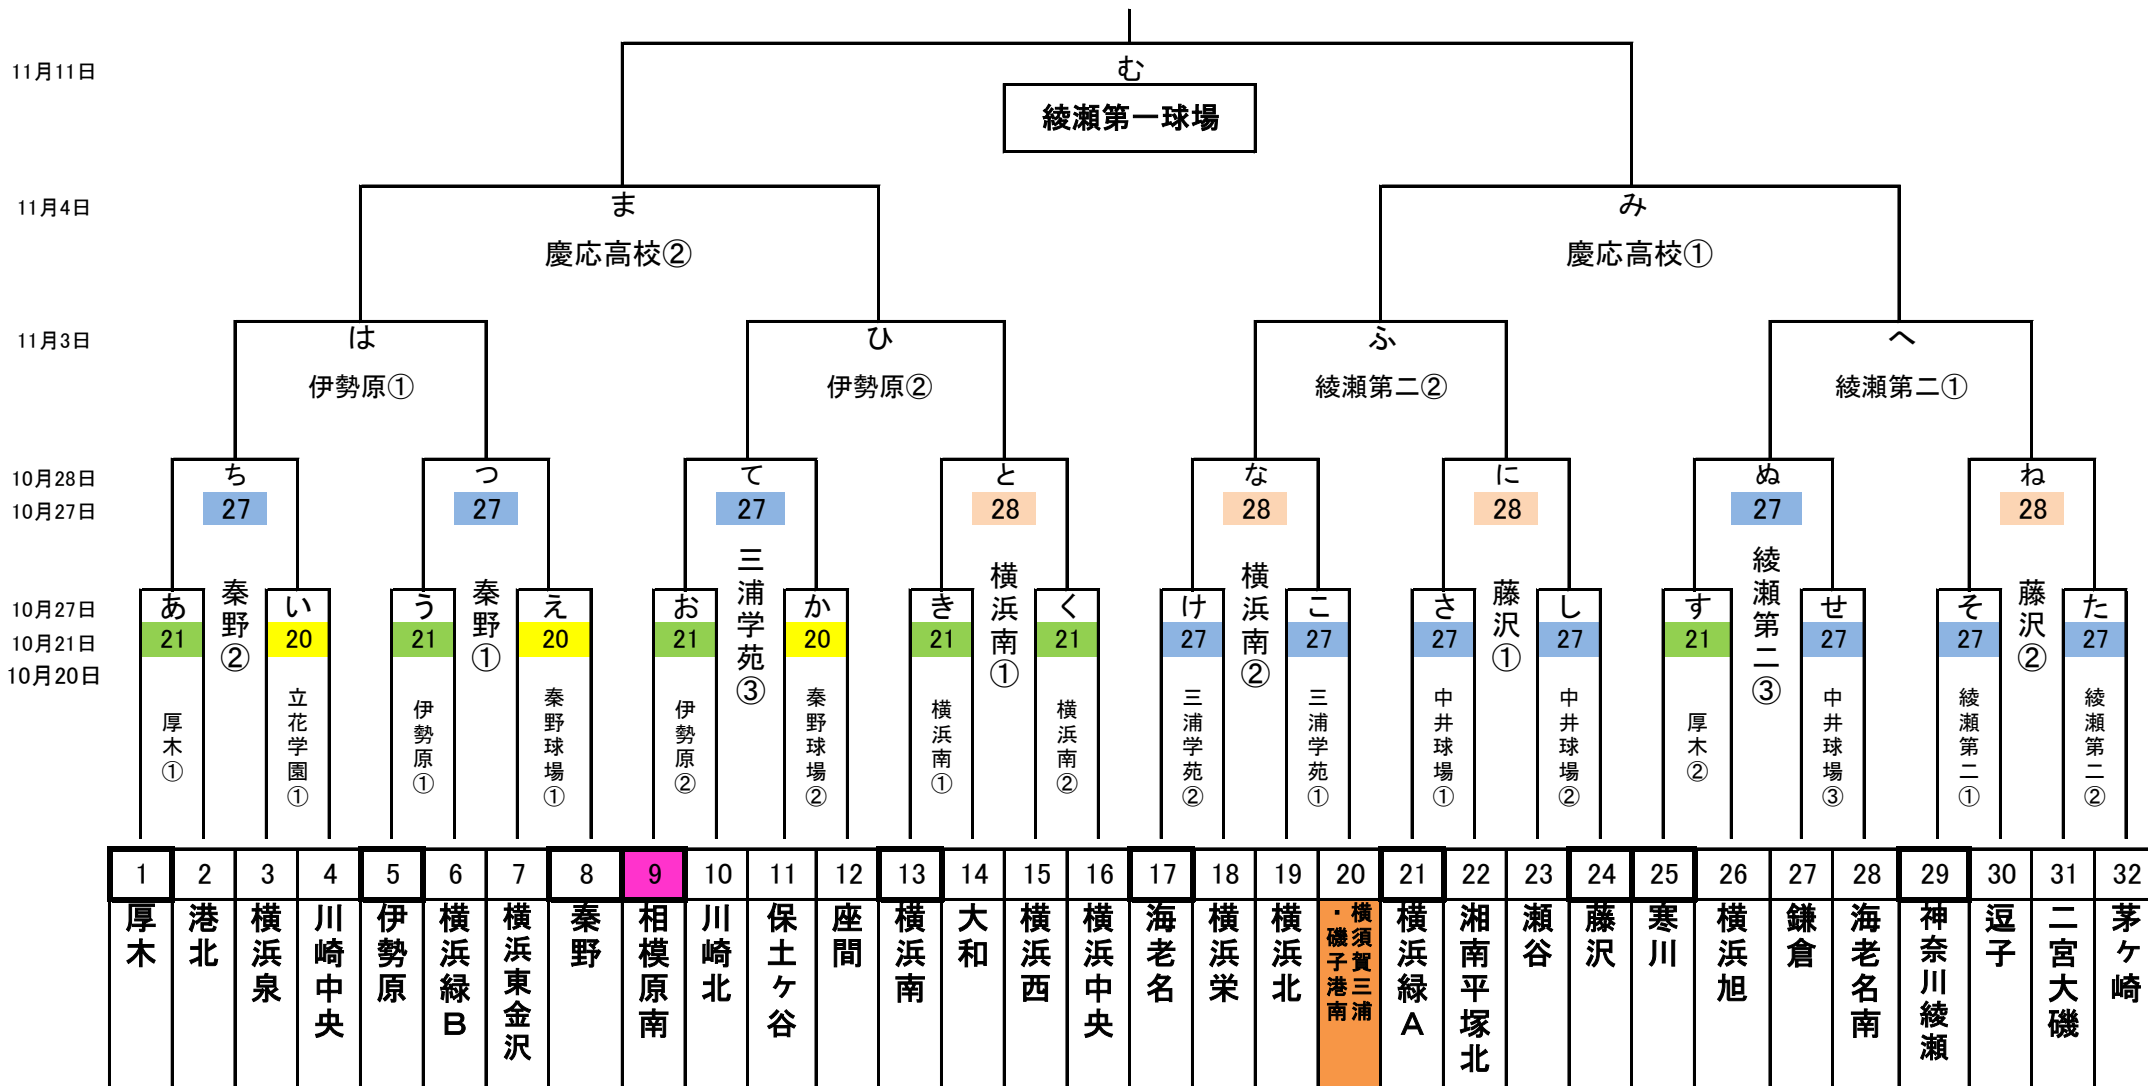 11月11日
む
綾瀬第一球場
11月4日
ま
み
慶応高校②
慶応高校①
11月3日
は
ひ
ふ
へ
伊勢原①
伊勢原②
綾瀬第二②
綾瀬第二①
10月28日
ち
つ
て
と
な
に
ぬ
ね
10月27日
27
27
27
28
28
28
27
28
秦野②
秦野①
三浦学苑③
横浜南①
横浜南②
藤沢①
綾瀬第二③
藤沢②
10月27日
あ
い
う
え
お
か
き
く
け
こ
さ
し
す
せ
そ
た
10月21日
21
20
21
20
21
20
21
21
27
27
27
27
21
27
27
27
10月20日
厚木①
立花学園①
伊勢原①
秦野球場①
伊勢原②
秦野球場②
横浜南①
横浜南②
三浦学苑②
三浦学苑①
中井球場①
中井球場②
厚木②
中井球場③
綾瀬第二①
綾瀬第二②
1 2 3 4 5 6 7 8 9 10 11 12 13 14 15 16 17 18 19 20 21 22 23 24 25 26 27 28 29 30 31 32
厚木
港北
横浜泉
川崎中央
伊勢原
横浜緑B
横浜東金沢
秦野
相模原南
川崎北
保土ヶ谷
座間
横浜南
大和
横浜西
横浜中央
海老名
横浜栄
横浜北
横須賀三浦
・磯子港南
横浜緑A
湘南平塚北
瀬谷
藤沢
寒川
横浜旭
鎌倉
海老名南
神奈川綾瀬
逗子
二宮大磯
茅ヶ崎